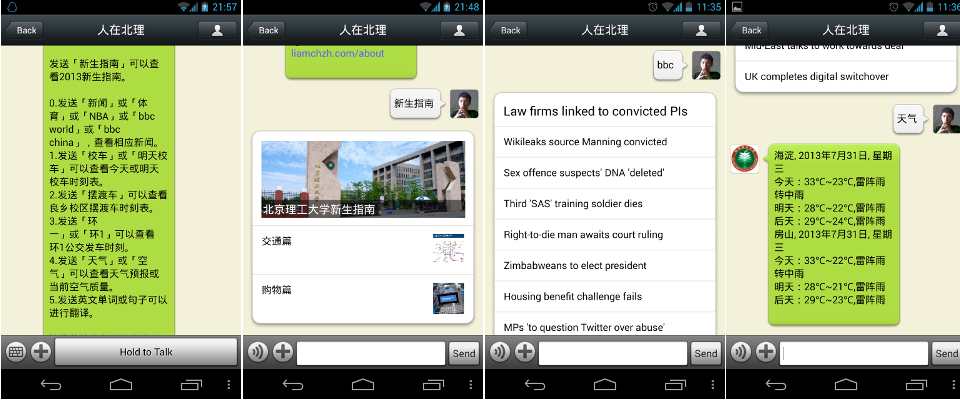 21:57
Back
人在北理
发送「新生指南」可以查
看2013新生指南。
0.发送「新闻」或「体
育」或「NBA」或「bbc
world」或「bbc
china」，查看相应新闻。
1.发送「校车」或「明天校
车」可以查看今天或明天
校车时刻表。
2.发送「摆渡车」可以查看
良乡校区摆渡车时刻表。
3.发送「环
一」或「环1」可以查看
环1公交发车时刻。
4.发送「天气」或「空
气」可以查看天气预报或
当前空气质量。
5.发送英文单词或句子可以
进行翻译。
Hold to Talk
21:48
Back
人在北理
liamchzh.com/about
新生指南
北京理工大学新生指南
交通篇
购物篇
Send
11:35
Back
人在北理
bbc
Law firms linked to convicted PIs
Wikileaks source Manning convicted
Sex offence suspects' DNA 'deleted'
Third 'SAS' training soldier dies
Right-to-die man awaits court ruling
Zimbabweans to elect president
Housing benefit challenge fails
MPs 'to question Twitter over abuse'
Send
11:36
Back
人在北理
Mid-East talks to work towards deal
UK completes digital switchover
天气
海淀, 2013年7月31日, 星期
三
今天：33℃~23℃,雷阵雨
转中雨
明天：28℃~22℃,雷阵雨
后天：29℃~24℃,雷阵雨
房山, 2013年7月31日, 星期
三
今天：33℃~22℃,雷阵雨
转中雨
明天：28℃~21℃,雷阵雨
后天：29℃~23℃,雷阵雨
Send